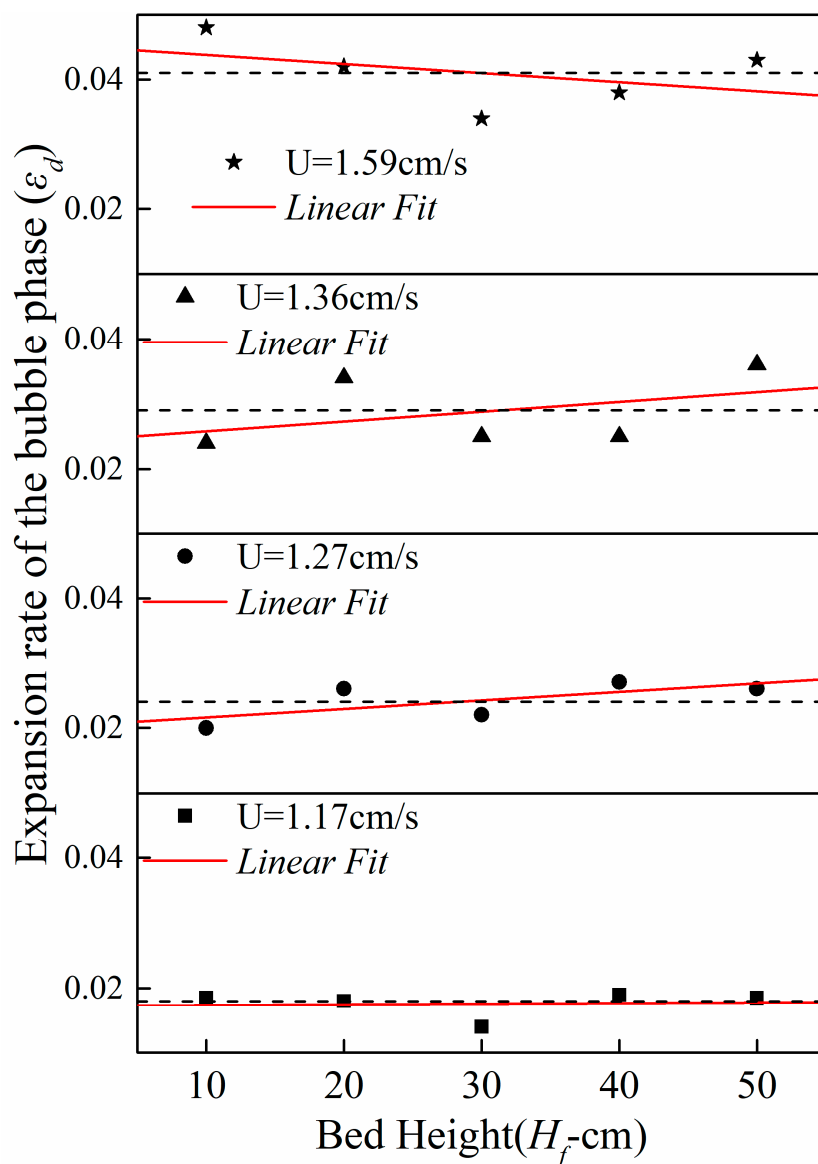 Expansion rate of the bubble phase (εd)
0.04
0.02
U=1.59cm/s
Linear Fit
0.04
0.02
U=1.36cm/s
Linear Fit
0.04
0.02
U=1.27cm/s
Linear Fit
0.04
0.02
U=1.17cm/s
Linear Fit
10 20 30 40 50
Bed Height(Hf-cm)